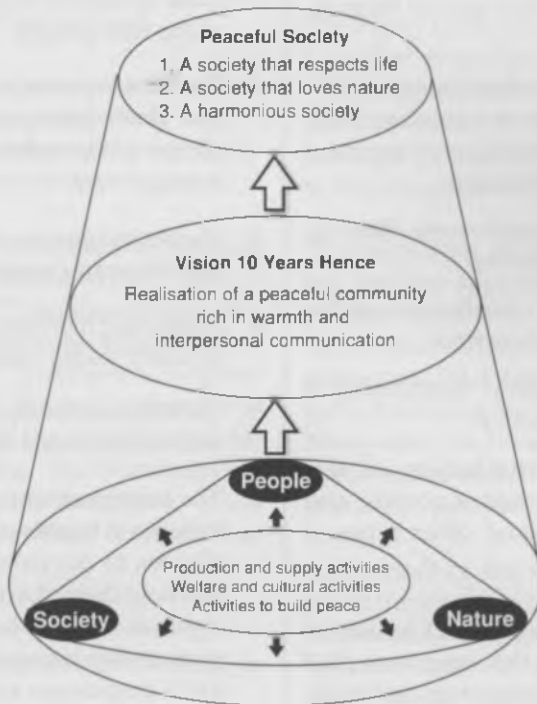 Peaceful Society
1. A society that respects life
2. A society that loves nature
3. A harmonious society
Vision 10 Years Hence
Realisation of a peaceful community
rich in warmth and
interpersonal communication
People
Production and supply activities
Welfare and cultural activities
Activities to build peace
Society
Nature